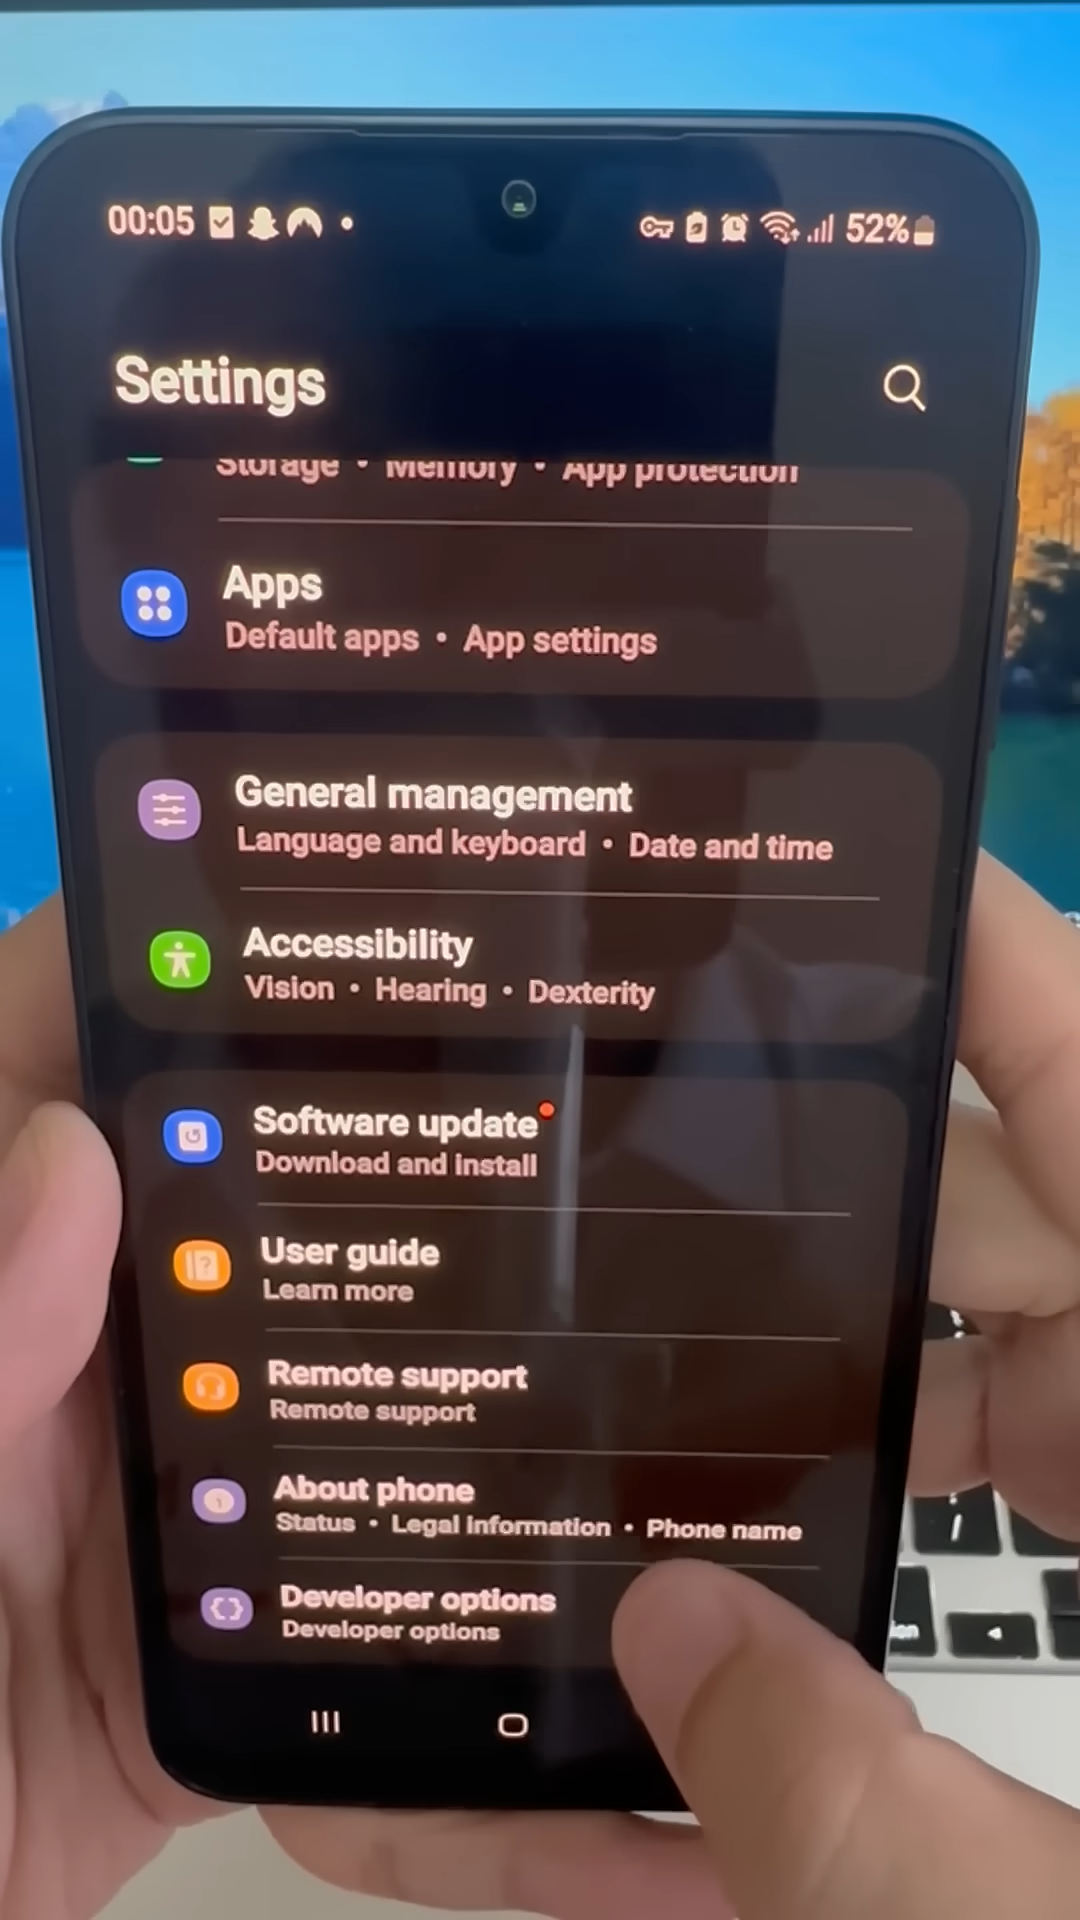 00:05
52%
Settings
Storage • Memory • App protection
Apps
Default apps • App settings
General management
Language and keyboard • Date and time
Accessibility
Vision • Hearing • Dexterity
Software update
Download and install
User guide
Learn more
Remote support
Remote support
About phone
Status • Legal information • Phone name
Developer options
Developer options